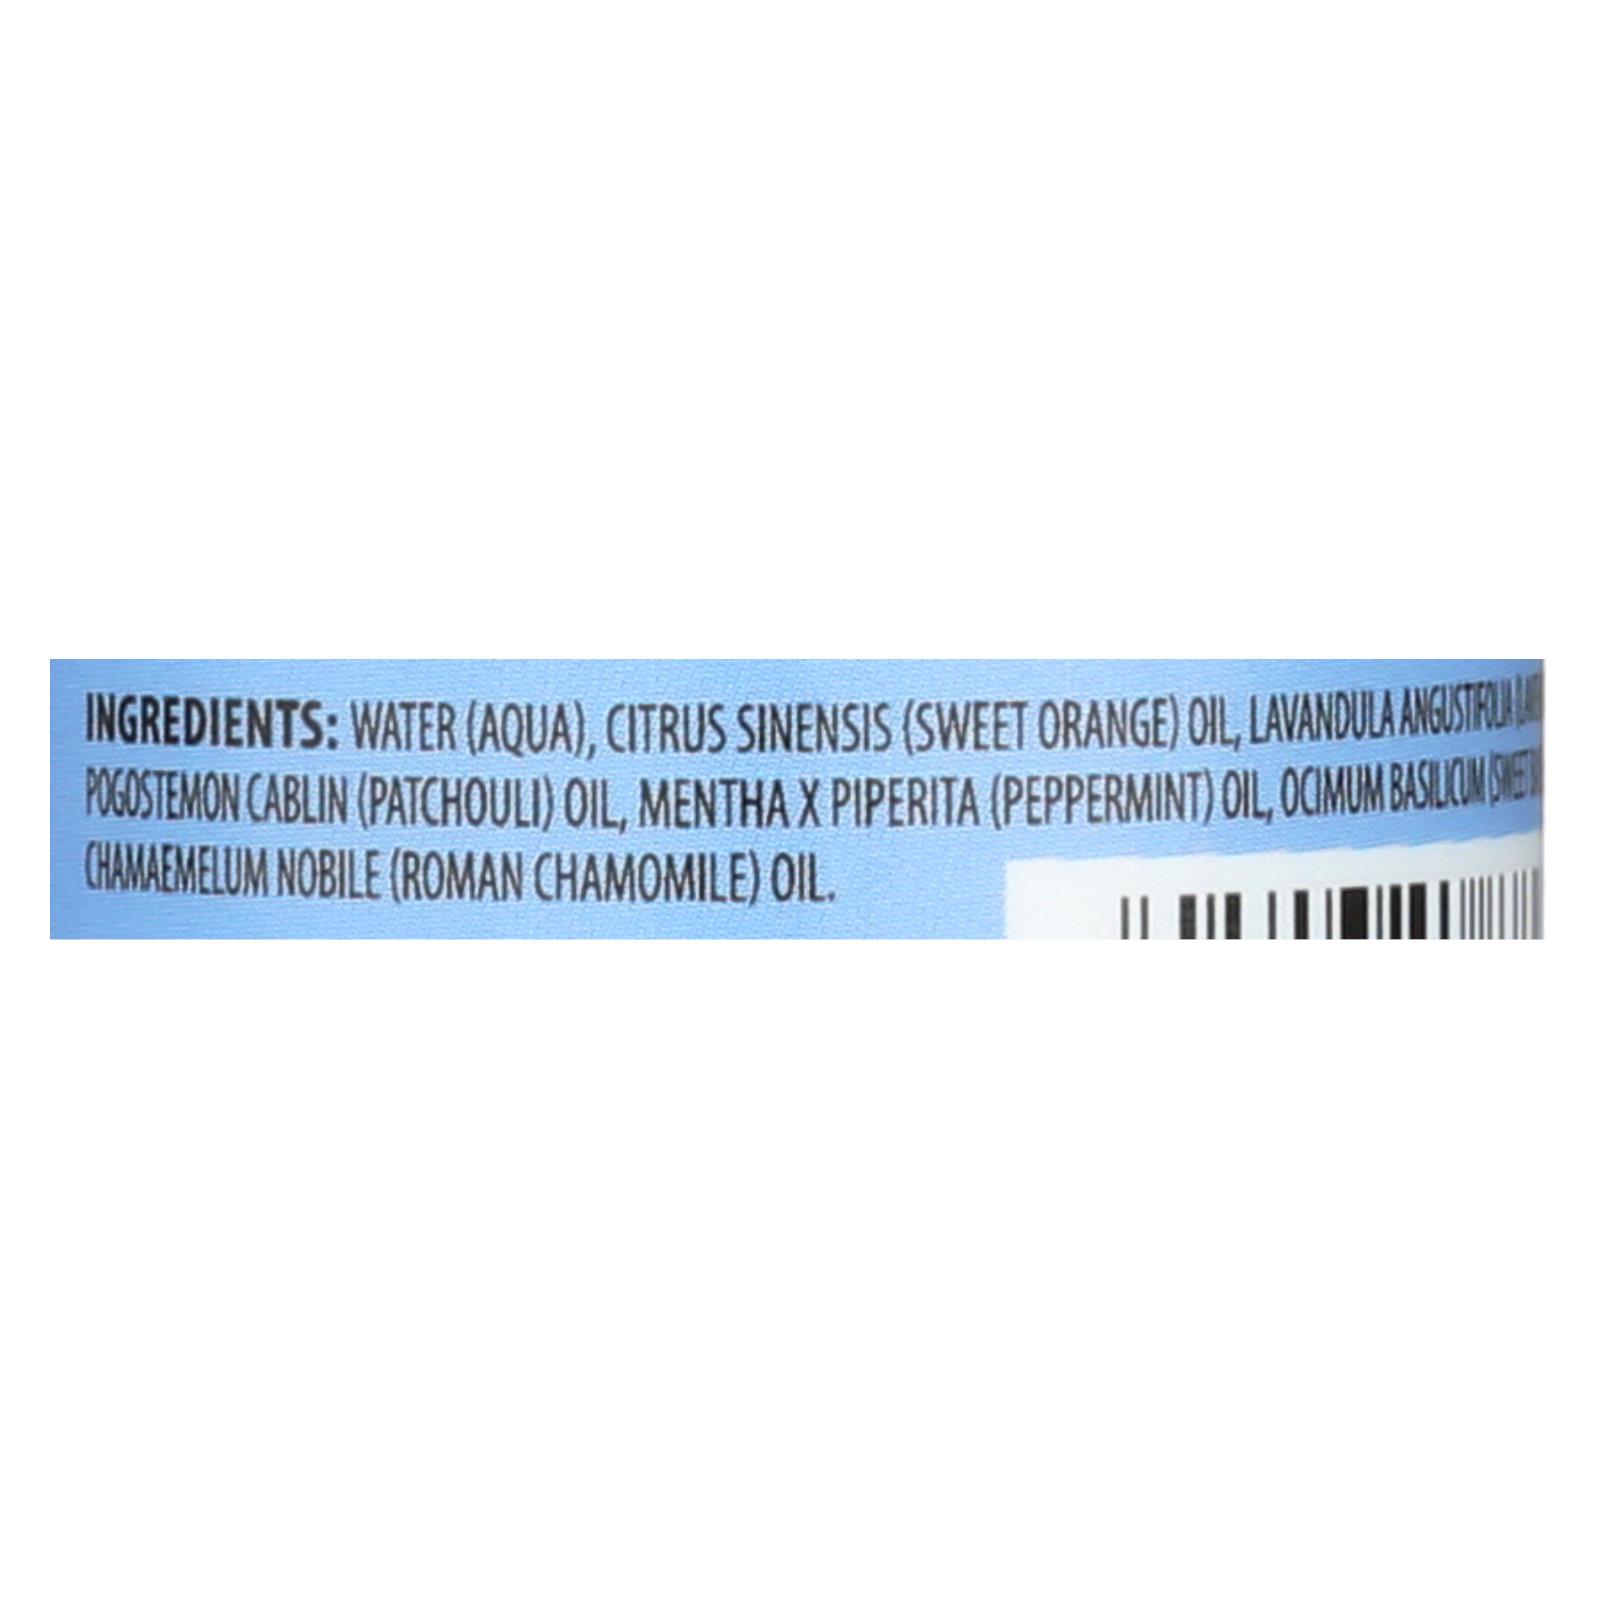 INGREDIENTS: WATER (AQUA), CITRUS SINENSIS (SWEET ORANGE) OIL, LAVANDULA ANGUSTIFOLIA
POGOSTEMON CABLIN (PATCHOULI) OIL, MENTHA X PIPERITA (PEPPERMINT) OIL, OCIMUM BASILICUM (SWEET
CHAMAEMELUM NOBILE (ROMAN CHAMOMILE) OIL.